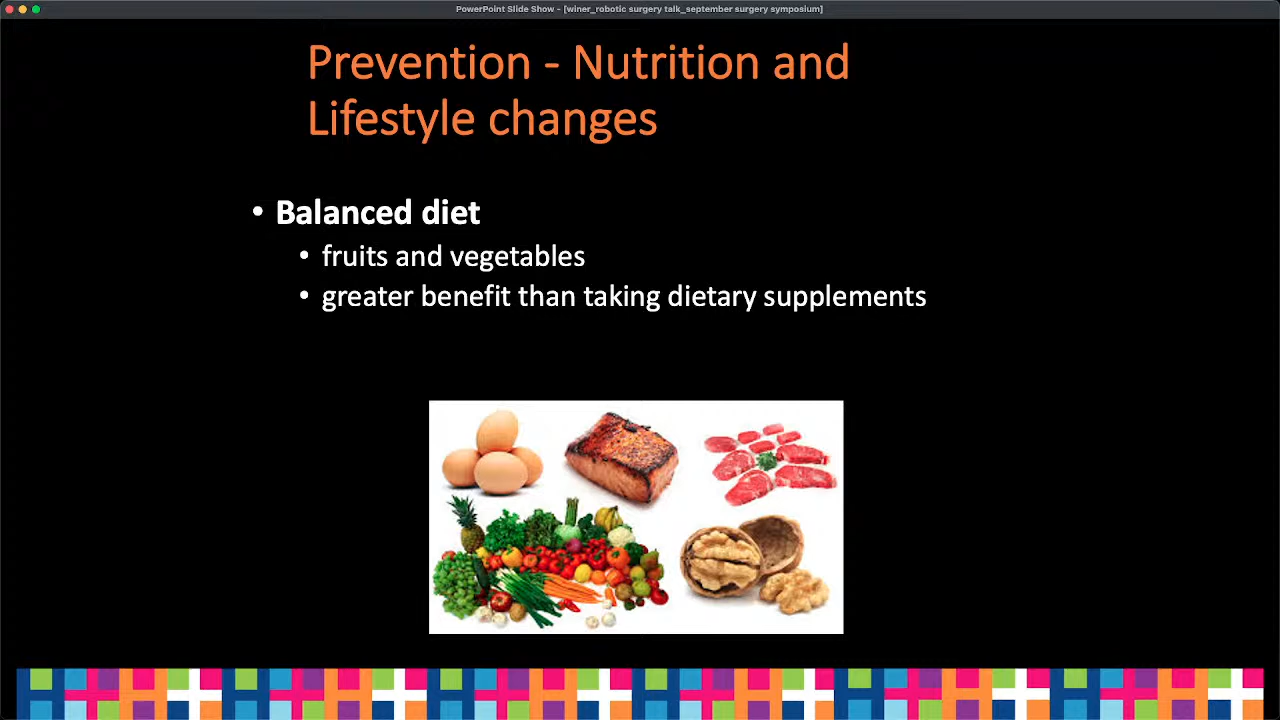 PowerPoint Slide Show - [winer_robotic surgery talk_september surgery symposium]
Prevention - Nutrition and
Lifestyle changes
• Balanced diet
• fruits and vegetables
• greater benefit than taking dietary supplements